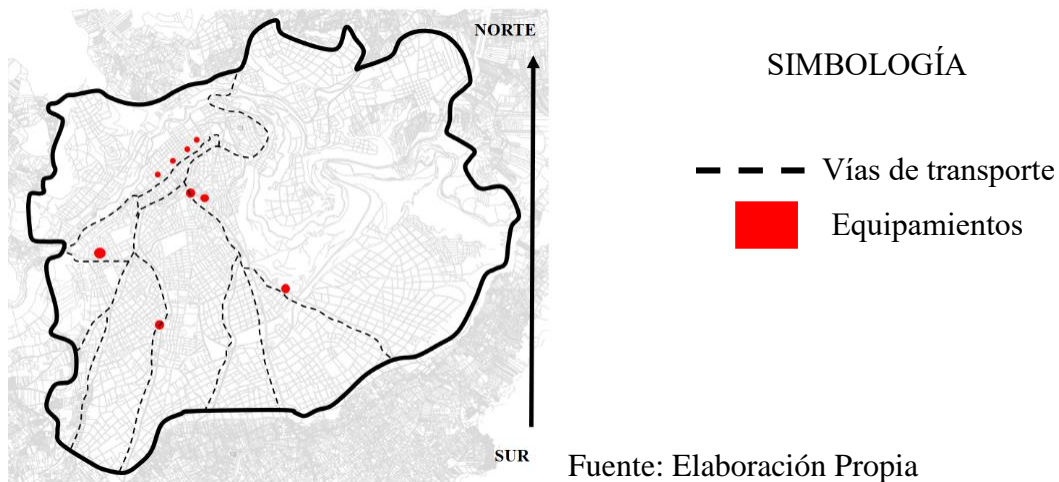 NORTE
SIMBOLOGÍA
Vías de transporte
Equipamientos
SUR
Fuente: Elaboración Propia